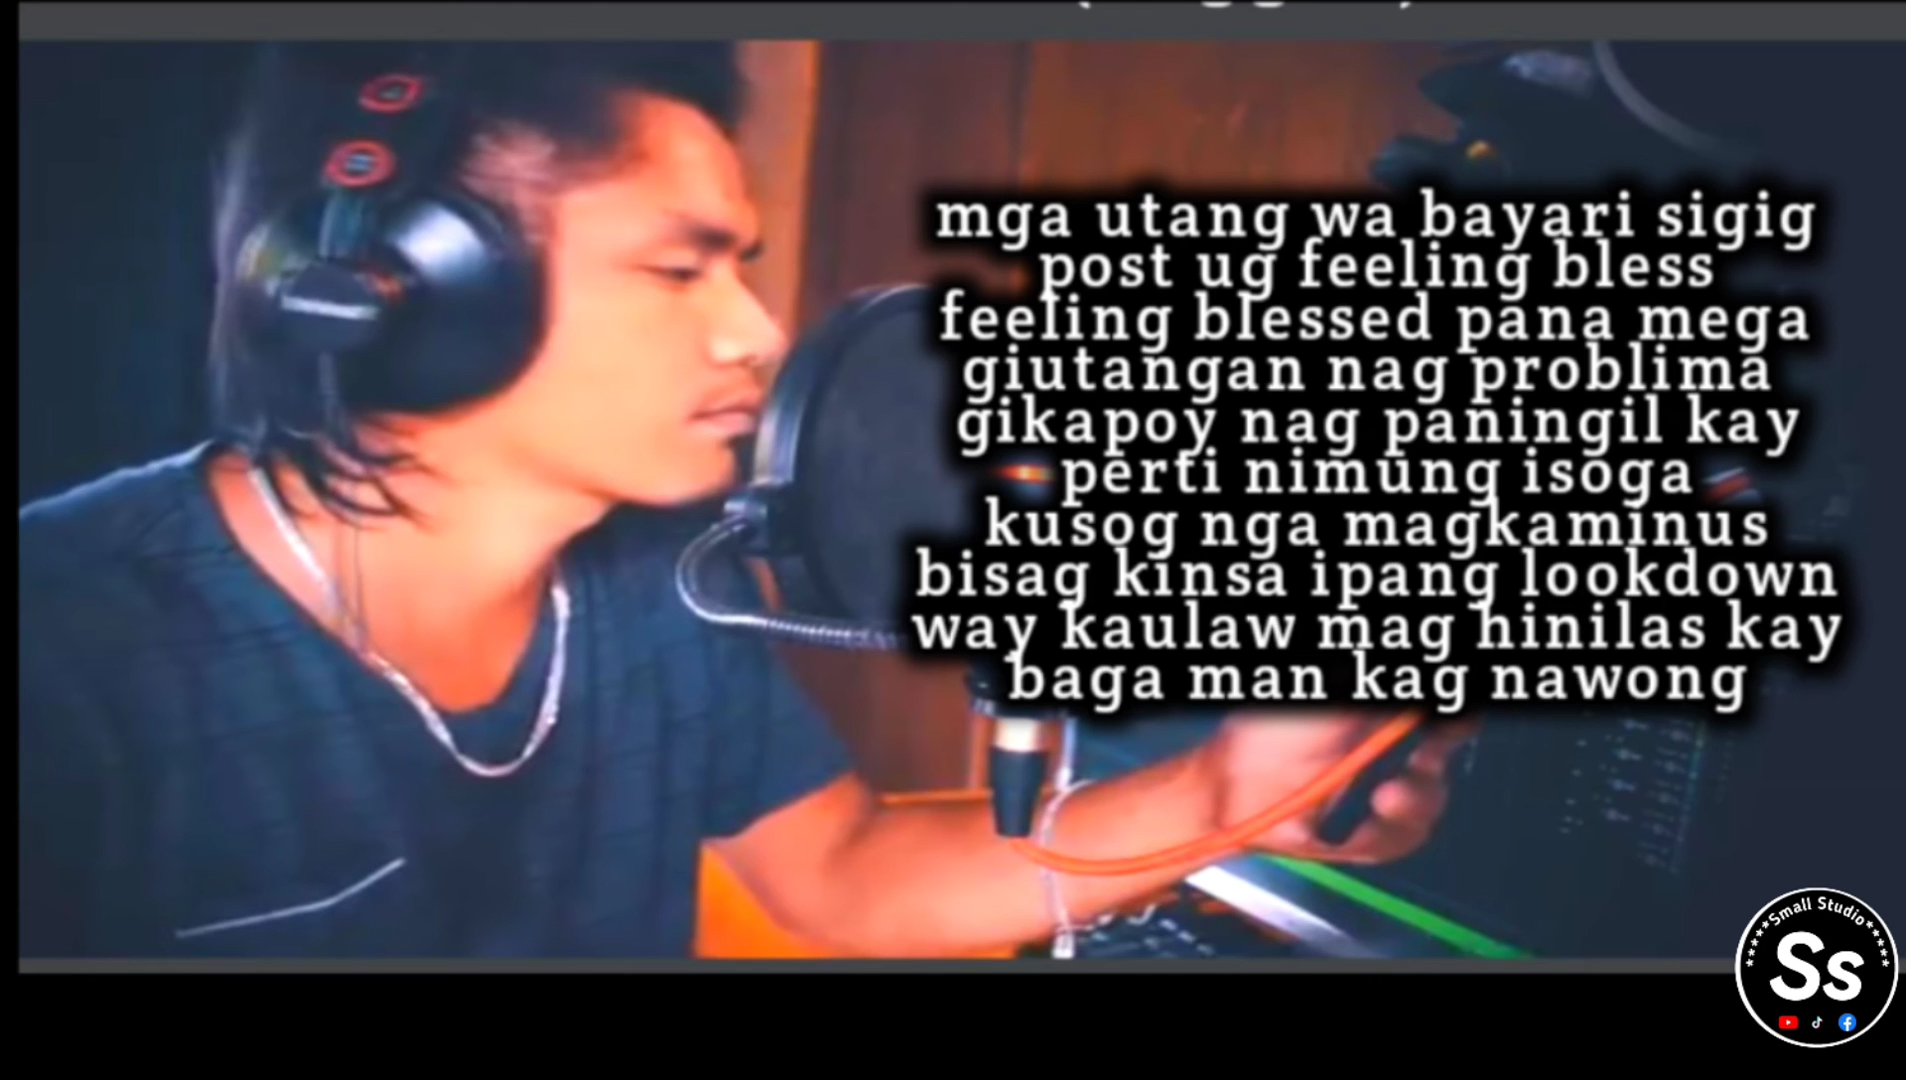 mga utang wa bayari sigig
post ug feeling bless
feeling blessed pana mega
giutangan nag problima
gikapoy nag paningil kay
perti nimung isoga
kusog nga magkaminus
bisag kinsa ipang lookdown
way kaulaw mag hinilas kay
baga man kag nawong
Small Studio
Ss